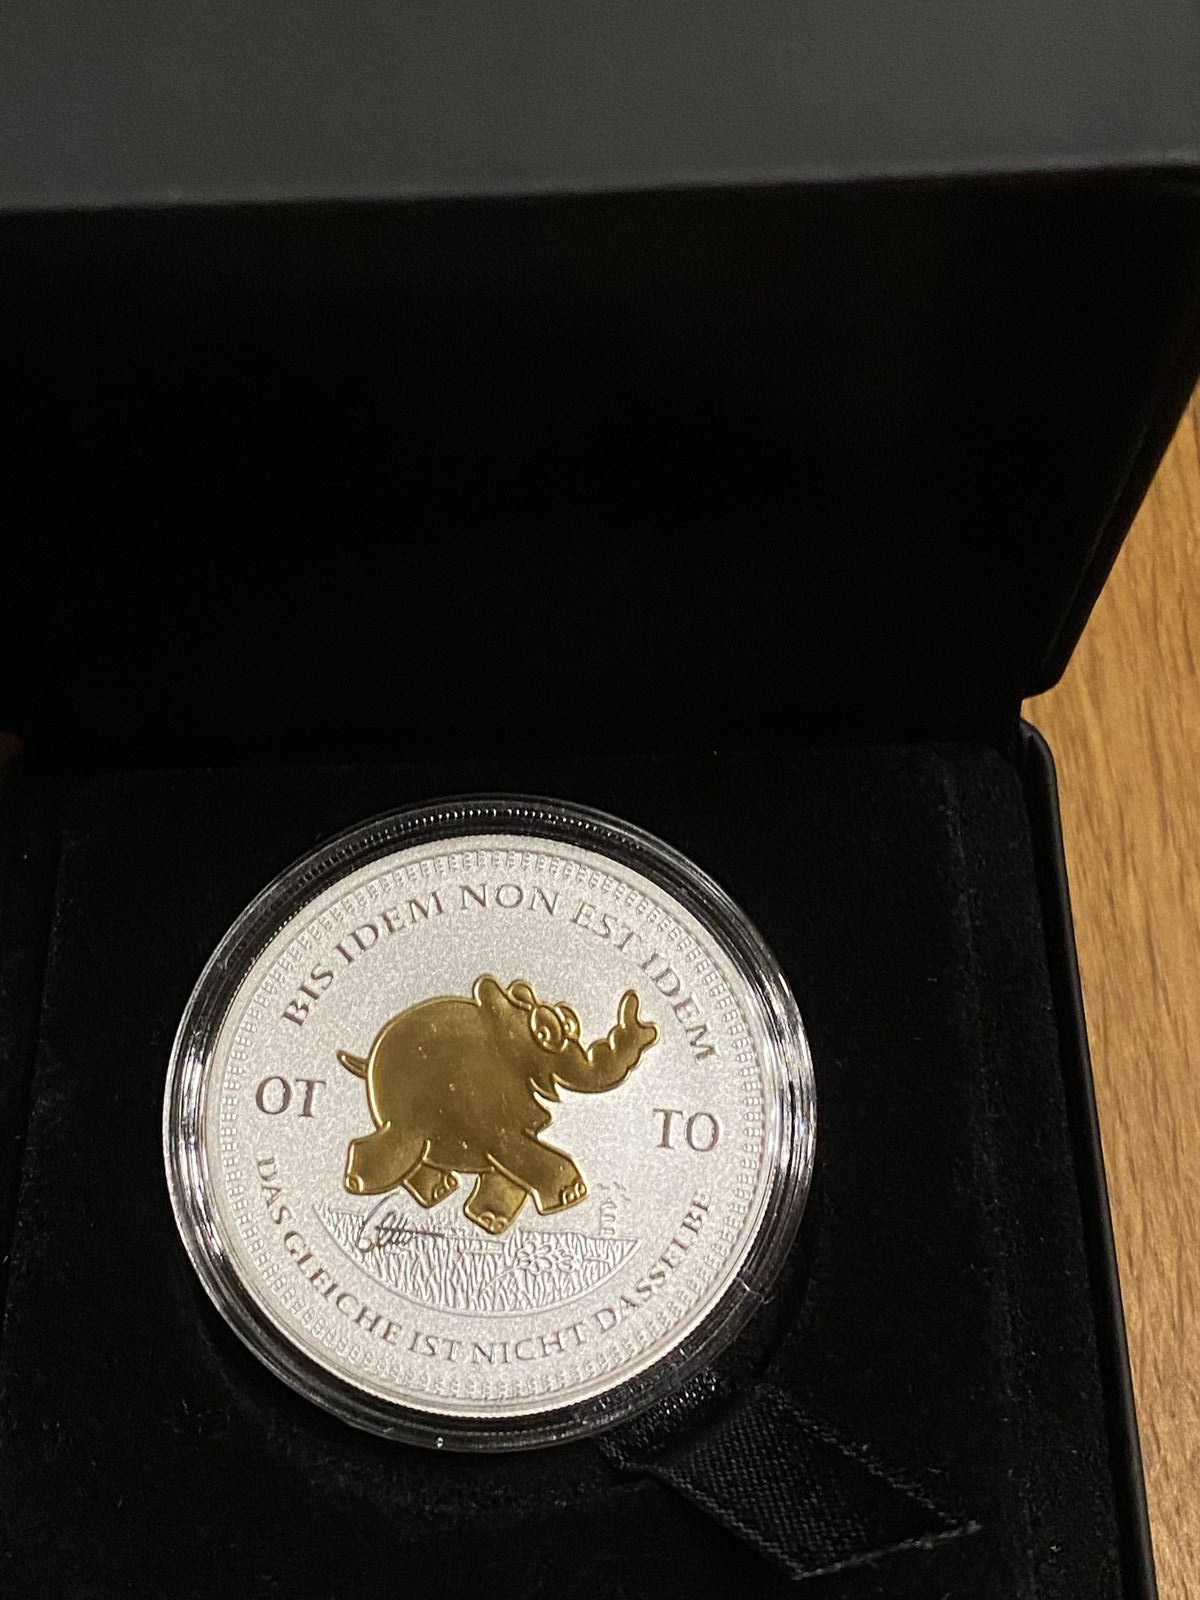 BIS IDEM NON EST IDEM
OT TO
DAS GLEICHE IST NICHT DASSELBE